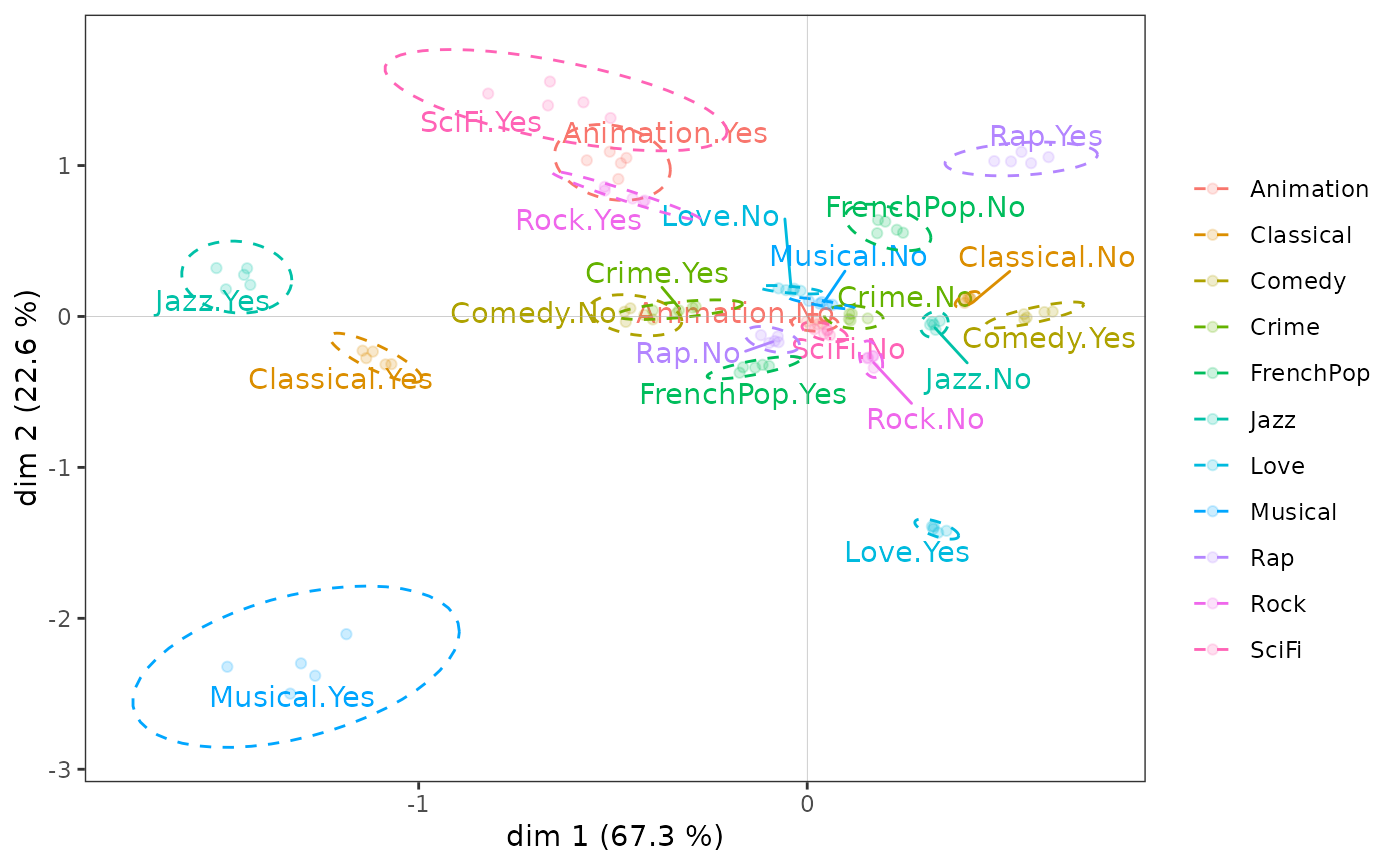 SciFi.Yes
Animation.Yes
Rap.Yes
1
Animation
Rock.Yes
Love.No
FrenchPop.No
Classical
Musical.No
Classical.No
Crime.Yes
Comedy
Jazz.Yes
Crime.No
Comedy.No
Animation.No
0
Crime
Comedy.Yes
Rap.No
SciFi.No
Classical.Yes
Jazz.No
FrenchPop
FrenchPop.Yes
Rock.No
Jazz
-1
Love
Musical
Love.Yes
Rap
Rock
-2
SciFi
Musical.Yes
-3
-1
0
dim 1 (67.3 %)
dim 2 (22.6 %)